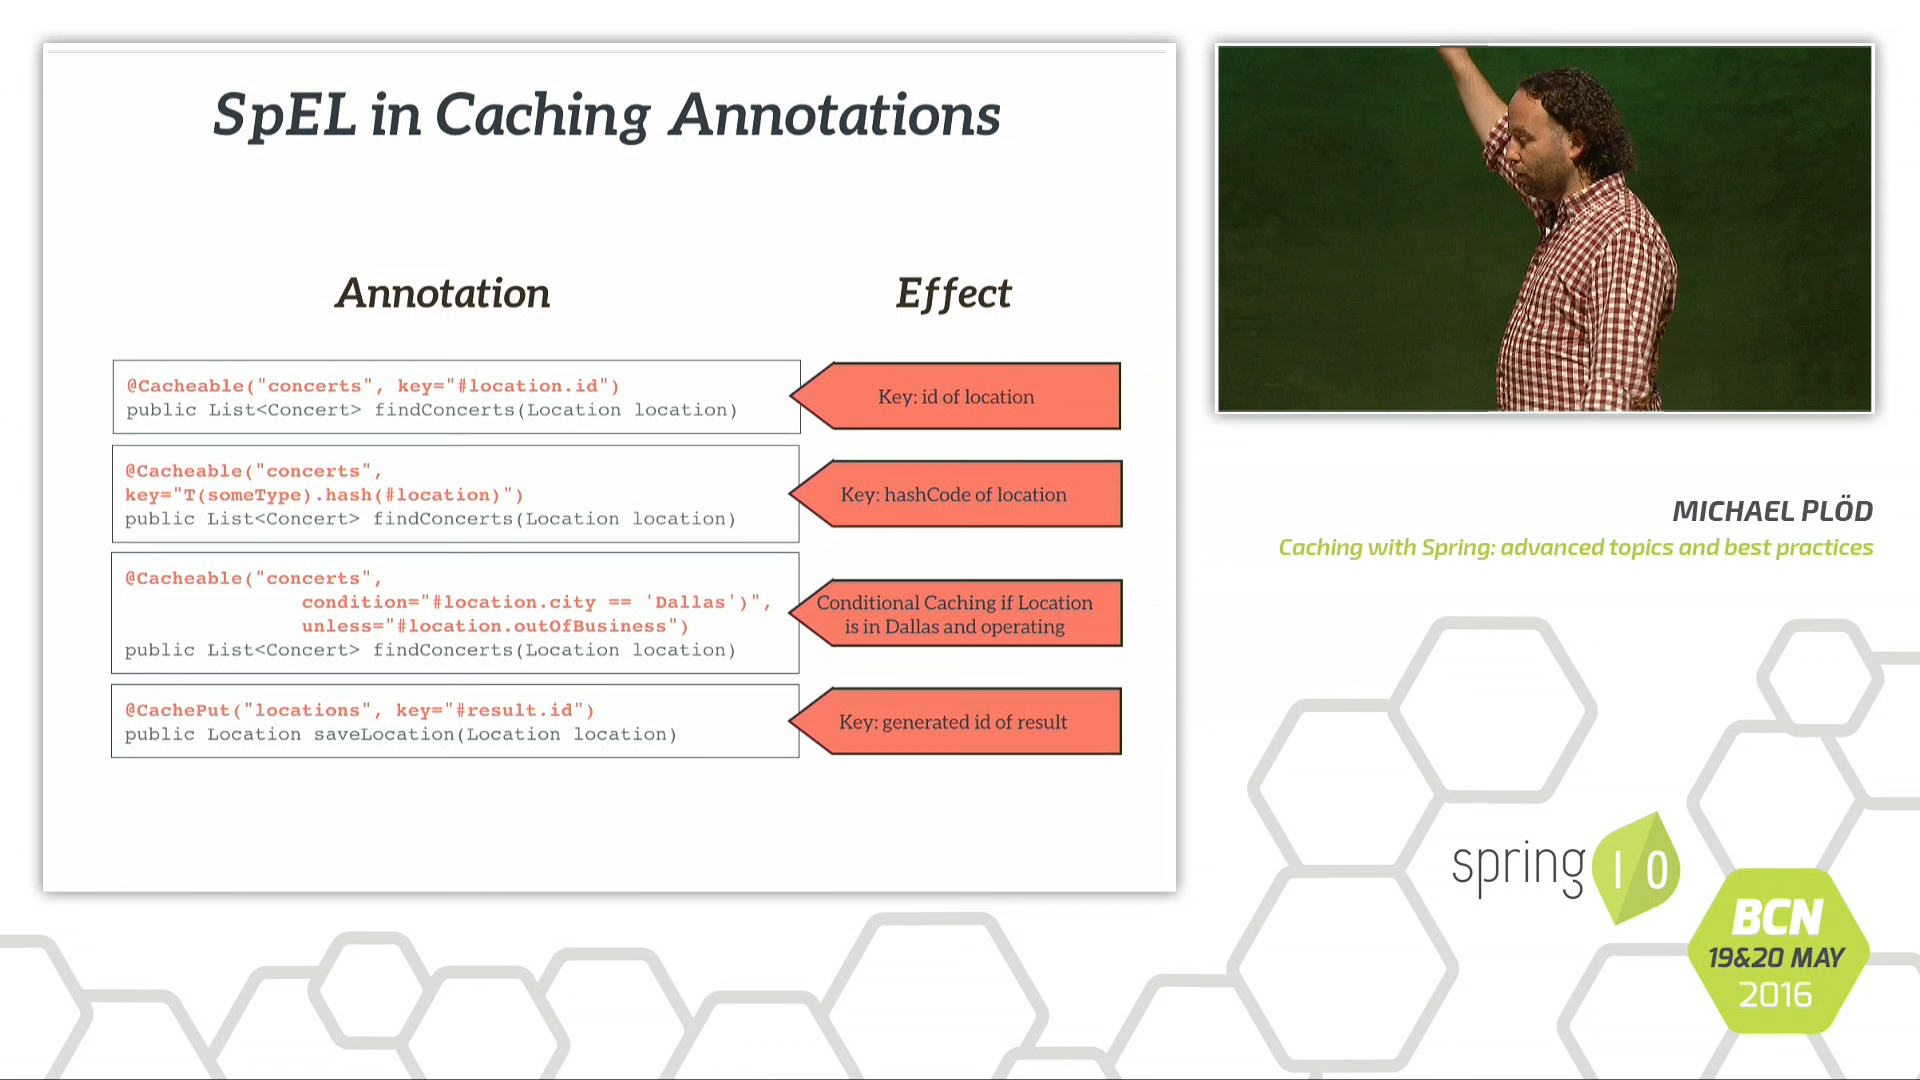 SpEL in Caching Annotations
Annotation
Effect
@Cacheable("concerts", key="#location.id")
public List<Concert> findConcerts(Location location)
Key: id of location
@Cacheable("concerts",
key="T(someType).hash(#location)")
public List<Concert> findConcerts(Location location)
Key: hashCode of location
@Cacheable("concerts",
condition="#location.city == 'Dallas')",
unless="#location.outOfBusiness")
public List<Concert> findConcerts(Location location)
Conditional Caching if Location
is in Dallas and operating
@CachePut("locations", key="#result.id")
public Location saveLocation(Location location)
Key: generated id of result
MICHAEL PLÖD
Caching with Spring: advanced topics and best practices
spring I O
BCN
19&20 MAY
2016